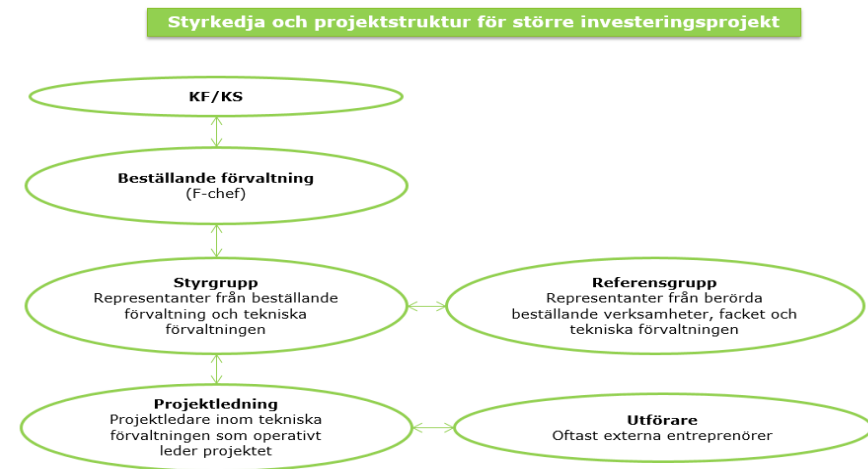 Styrkedja och projektstruktur för större investeringsprojekt
KF/KS
Beställande förvaltning
(F-chef)
Styrgrupp
Representanter från beställande
förvaltning och tekniska
förvaltningen
Referensgrupp
Representanter från berörda
beställande verksamheter, facket och
tekniska förvaltningen
Projektledning
Projektledare inom tekniska
förvaltningen som operativt
leder projektet
Utförare
Oftast externa entreprenörer